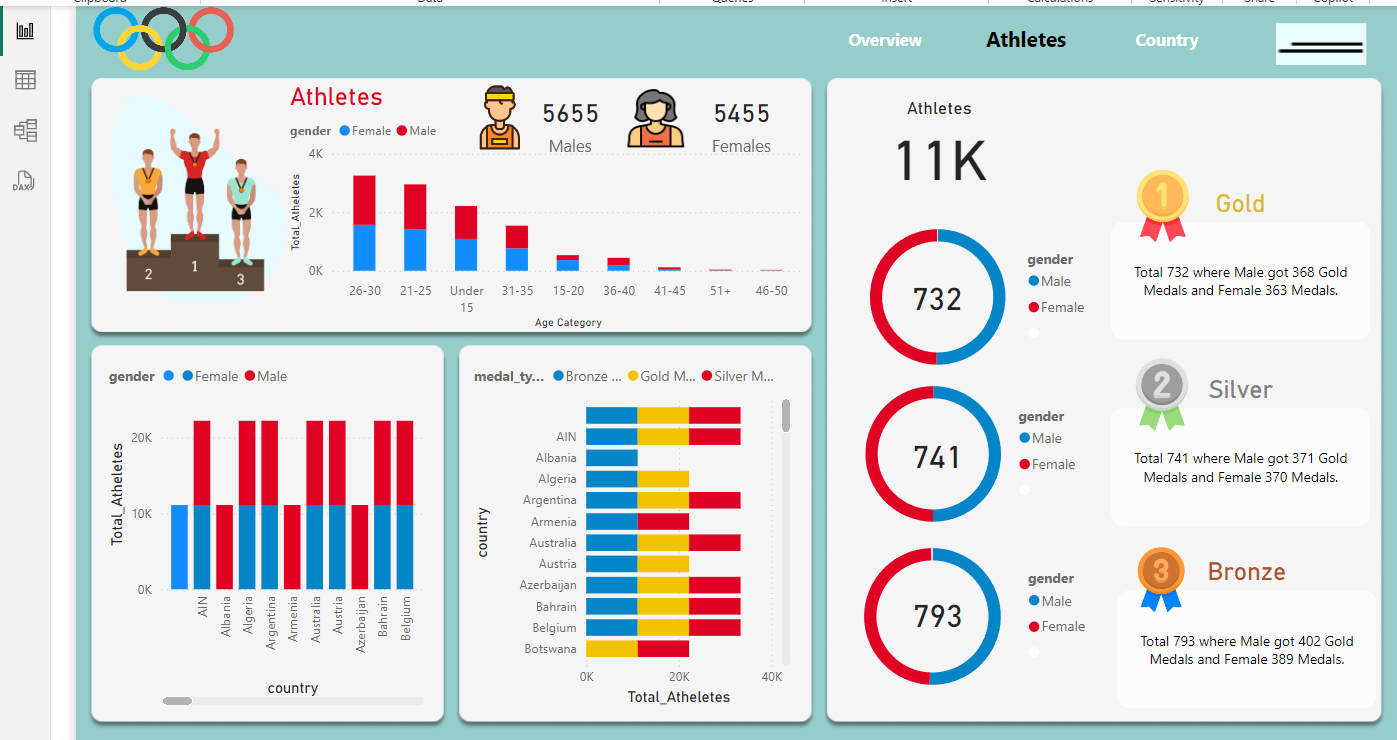 Clipboard
Data
Queries
Insert
Calculations
Sensitivity
Share
Copilot
Overview
Athletes
Country
DAX
Athletes
gender Female Male
5655
Males
5455
Females
Total_Atheletes
4K
2K
0K
26-30
21-25
Under
15
31-35
15-20
36-40
41-45
51+
46-50
Age Category
2
1
3
gender Female Male
Total_Atheletes
20K
10K
0K
AIN
Albania
Algeria
Argentina
Armenia
Australia
Austria
Azerbaijan
Bahrain
Belgium
country
medal_ty... Bronze ... Gold M... Silver M...
country
AIN
Albania
Algeria
Argentina
Armenia
Australia
Austria
Azerbaijan
Bahrain
Belgium
Botswana
0K
20K
40K
Total_Atheletes
Athletes
11K
732
gender
Male
Female
1
Gold
Total 732 where Male got 368 Gold
Medals and Female 363 Medals.
741
gender
Male
Female
2
Silver
Total 741 where Male got 371 Gold
Medals and Female 370 Medals.
793
gender
Male
Female
3
Bronze
Total 793 where Male got 402 Gold
Medals and Female 389 Medals.